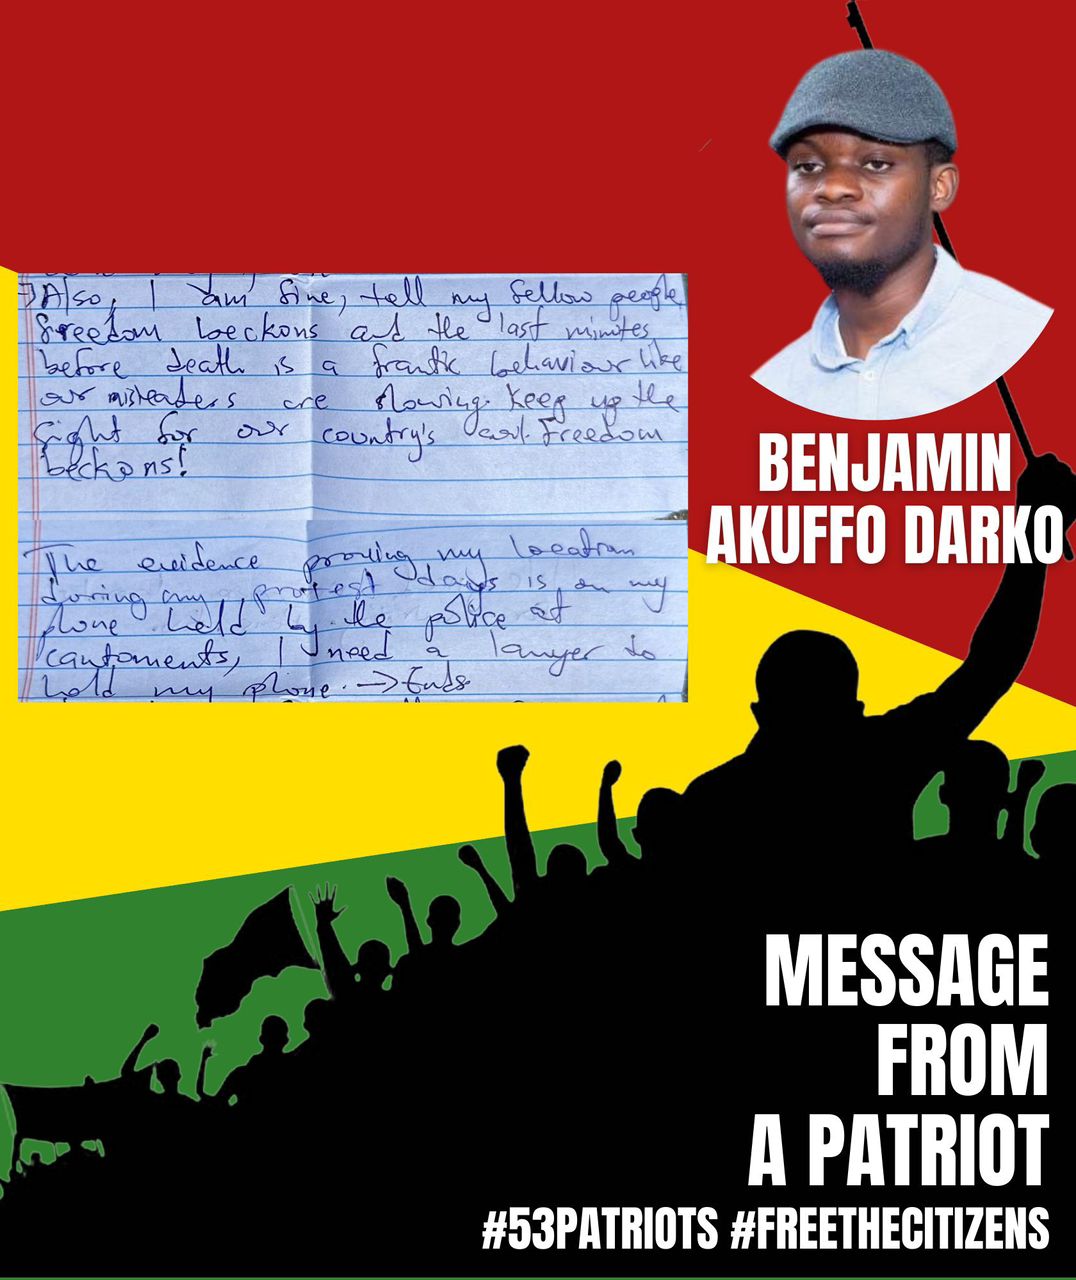 Also, I am fine, tell my fellow people
freedom beckons and the last minutes
before death is a frantic behaviour like
our misleaders are showing. Keep up the
fight for our country's soul. Freedom
beckons!
The evidence proving my location
during my protest days is on my
phone held by the police at
cantoments, I need a lawyer to
hold my phone. → Ends
BENJAMIN
AKUFFO DARKO
MESSAGE
FROM
A PATRIOT
#53PATRIOTS #FREETHECITIZENS